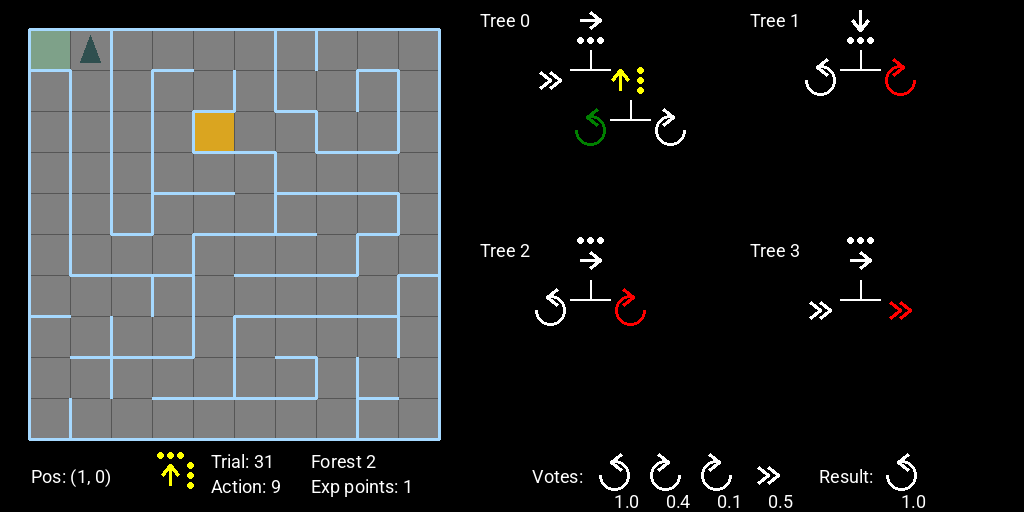 Tree 0
Tree 1
Tree 2
Tree 3
Pos: (1, 0)
Trial: 31
Forest 2
Action: 9
Exp points: 1
Votes:
1.0
0.4
0.1
0.5
Result:
1.0